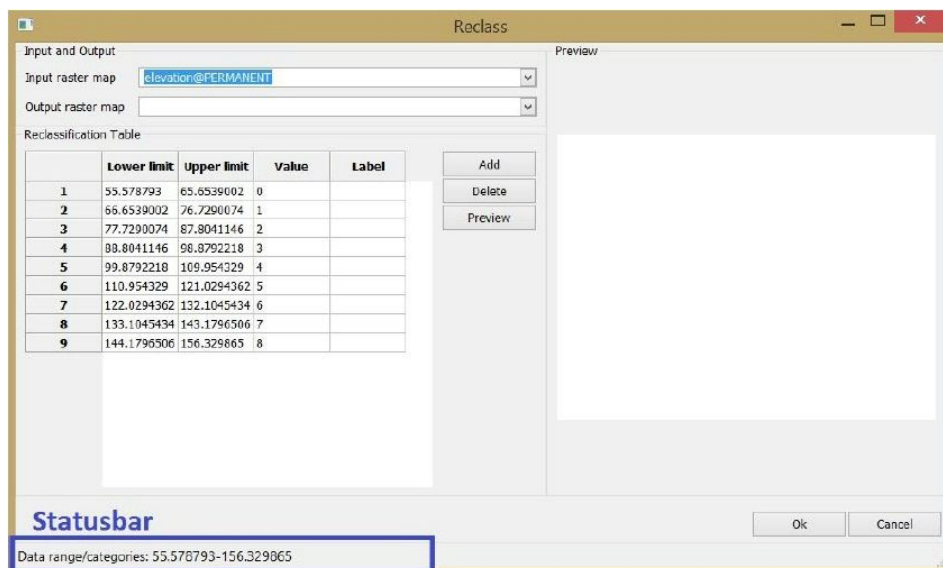 Reclass
Input and Output
Input raster map elevation@PERMANENT
Output raster map
Reclassification Table
Lower limit Upper limit Value Label
1 55.578793 65.6539002 0
2 66.6539002 76.7290074 1
3 77.7290074 87.8041146 2
4 88.8041146 98.8792218 3
5 99.8792218 109.954329 4
6 110.954329 121.0294362 5
7 122.0294362 132.1045434 6
8 133.1045434 143.1796506 7
9 144.1796506 156.329865 8
Add
Delete
Preview
Preview
Statusbar
Ok Cancel
Data range/categories: 55.578793-156.329865